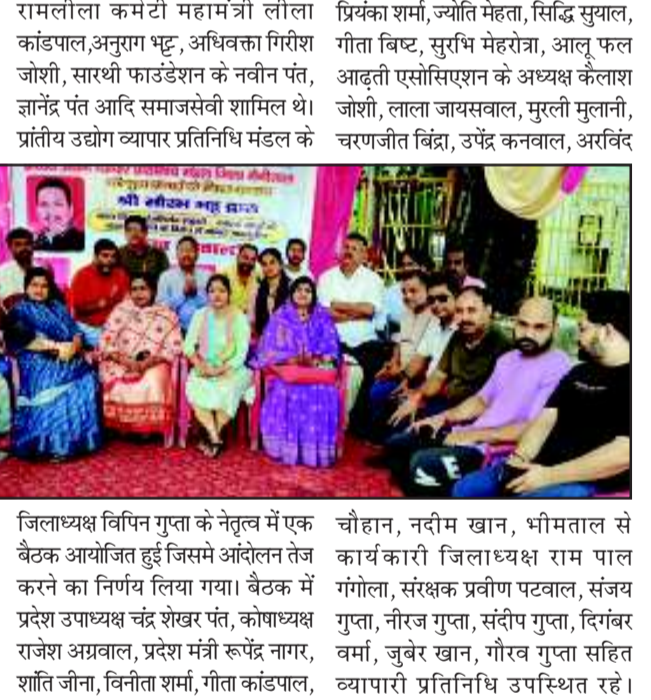 रामलीला कमेटी महामंत्री लीला
कांडपाल,अनुराग भट्ट, अधिवक्ता गिरीश
जोशी, सारथी फाउंडेशन के नवीन पंत,
ज्ञानेंद्र पंत आदि समाजसेवी शामिल थे।
प्रांतीय उद्योग व्यापार प्रतिनिधि मंडल के
श्री सौरभ भट्ट द्वारा
जिलाध्यक्ष विपिन गुप्ता के नेतृत्व में एक
बैठक आयोजित हुई जिसमे आंदोलन तेज
करने का निर्णय लिया गया। बैठक में
प्रदेश उपाध्यक्ष चंद्र शेखर पंत, कोषाध्यक्ष
राजेश अग्रवाल, प्रदेश मंत्री रूपेंद्र नागर,
शांति जीना, विनीता शर्मा, गीता कांडपाल,
प्रियंका शर्मा,ज्योति मेहता, सिद्धि सुयाल,
गीता बिष्ट, सुरभि मेहरोत्रा, आलू फल
आढ़ती एसोसिएशन के अध्यक्ष कैलाश
जोशी, लाला जायसवाल, मुरली मुलानी,
चरणजीत बिंद्रा, उपेंद्र कनवाल, अरविंद
चौहान, नदीम खान, भीमताल से
कार्यकारी जिलाध्यक्ष राम पाल
गंगोला, संरक्षक प्रवीण पटवाल, संजय
गुप्ता, नीरज गुप्ता, संदीप गुप्ता, दिगंबर
वर्मा, जुबेर खान, गौरव गुप्ता सहित
व्यापारी प्रतिनिधि उपस्थित रहे।